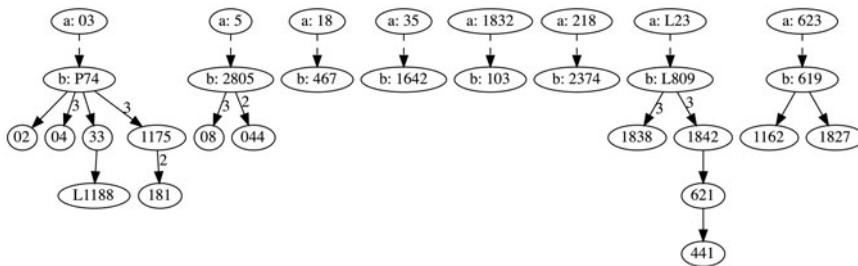 a: 03 a: 5 a: 18 a: 35 a: 1832 a: 218 a: L23 a: 623
b: P74 b: 2805 b: 467 b: 1642 b: 103 b: 2374 b: L809 b: 619
3 3 3 2 3 3
02 04 33 1175 08 044 1838 1842 1162 1827
2
L1188 181 621
441